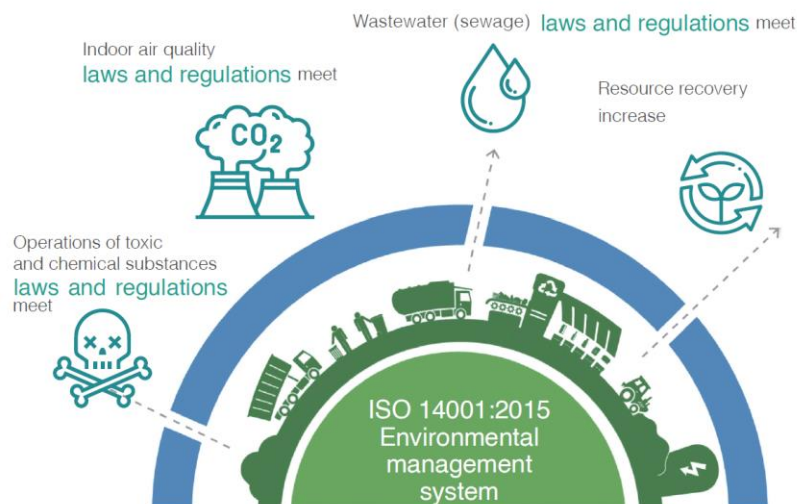 Wastewater (sewage) laws and regulations meet
Indoor air quality
laws and regulations meet
CO2
Resource recovery
increase
Operations of toxic
and chemical substances
laws and regulations
meet
ISO 14001:2015
Environmental
management
system